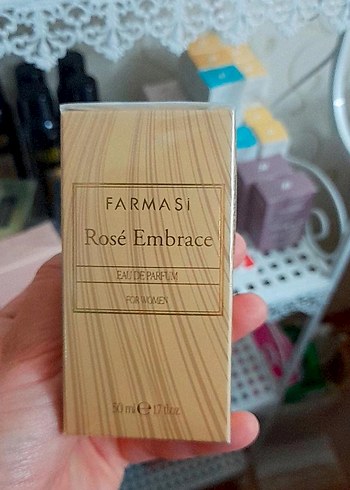 FARMASi
Rosé Embrace
EAU DE PARFUM
FOR WOMEN
50 ml ℮ 1.7 fl.oz